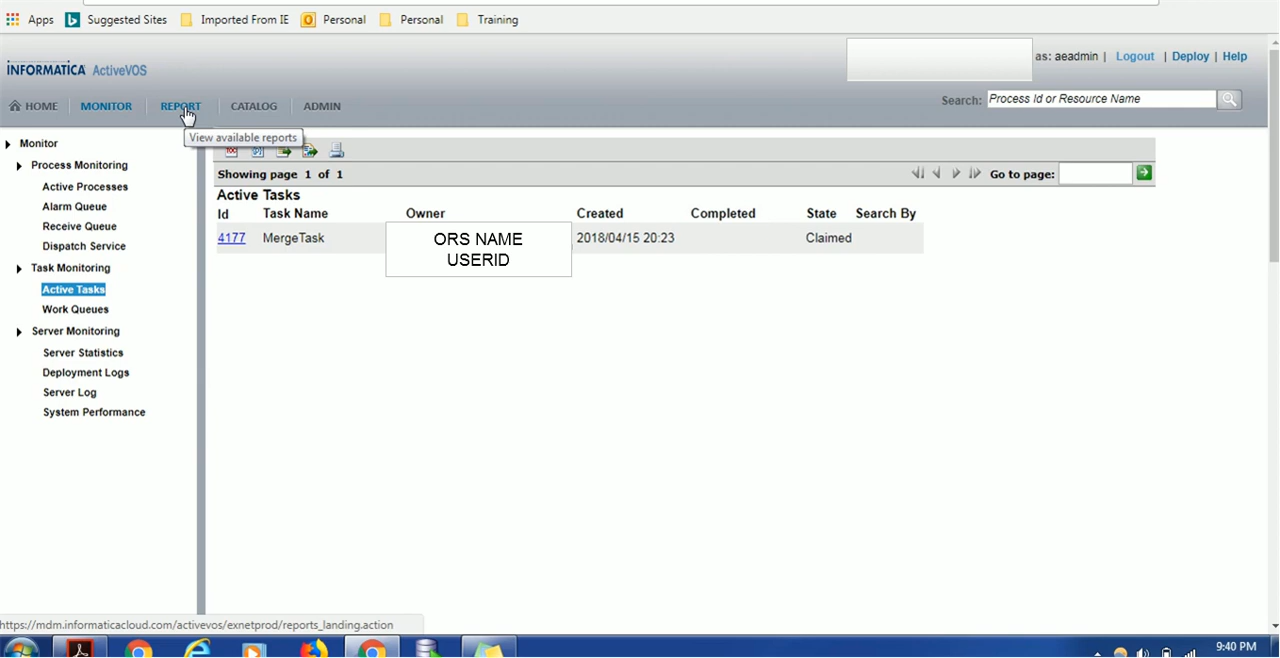 Apps Suggested Sites Imported From IE Personal Personal Training
as: aeadmin | Logout | Deploy | Help
INFORMATICA ActiveVOS
HOME MONITOR REPORT CATALOG ADMIN
Search: Process Id or Resource Name
View available reports
Monitor
Process Monitoring
Active Processes
Alarm Queue
Receive Queue
Dispatch Service
Task Monitoring
Active Tasks
Work Queues
Server Monitoring
Server Statistics
Deployment Logs
Server Log
System Performance
Showing page 1 of 1
Go to page:
Active Tasks
Id Task Name Owner Created Completed State Search By
4177 MergeTask ORS NAME 2018/04/15 20:23 Claimed
USERID
https://mdm.informaticacloud.com/activevos/exnetprod/reports_landing.action
9:40 PM